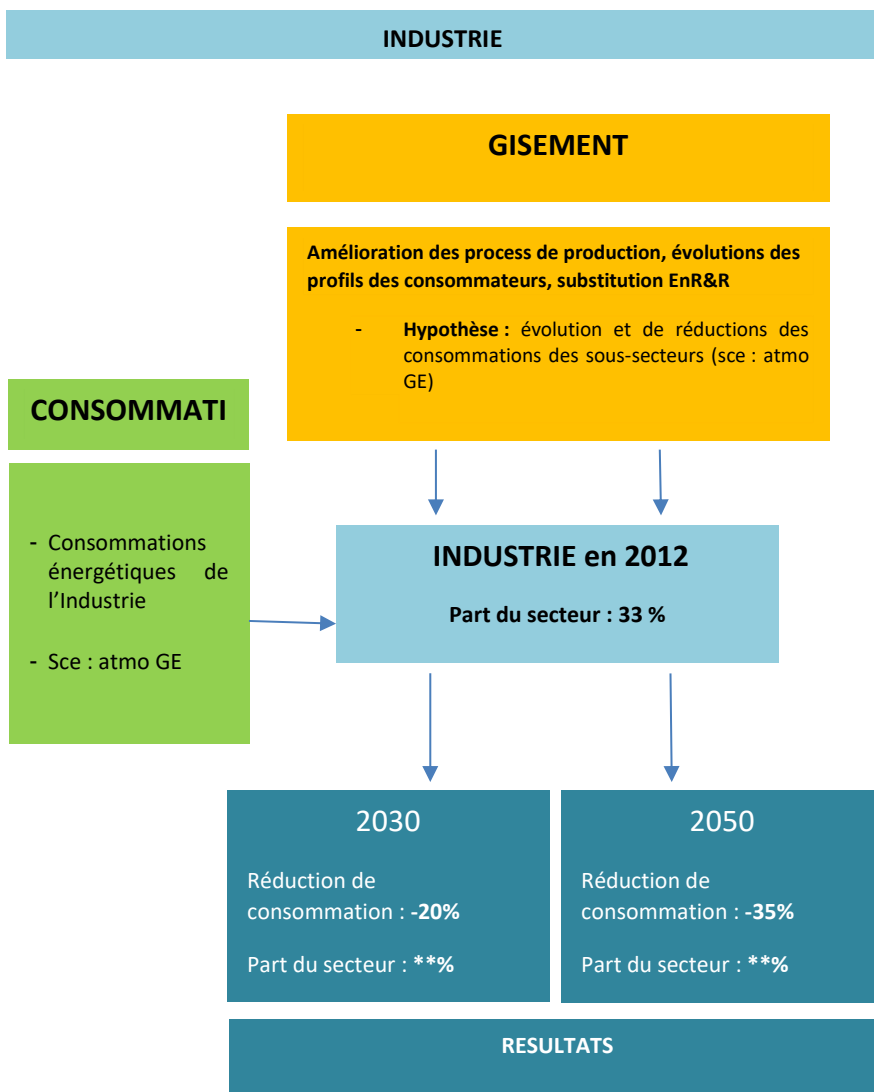 INDUSTRIE
GISEMENT
Amélioration des process de production, évolutions des
profils des consommateurs, substitution EnR&R
- Hypothèse : évolution et de réductions des
consommations des sous-secteurs (sce : atmo
GE)
CONSOMMATI
- Consommations
énergétiques de
l’Industrie
- Sce : atmo GE
INDUSTRIE en 2012
Part du secteur : 33 %
2030
Réduction de
consommation : -20%
Part du secteur : **%
2050
Réduction de
consommation : -35%
Part du secteur : **%
RESULTATS